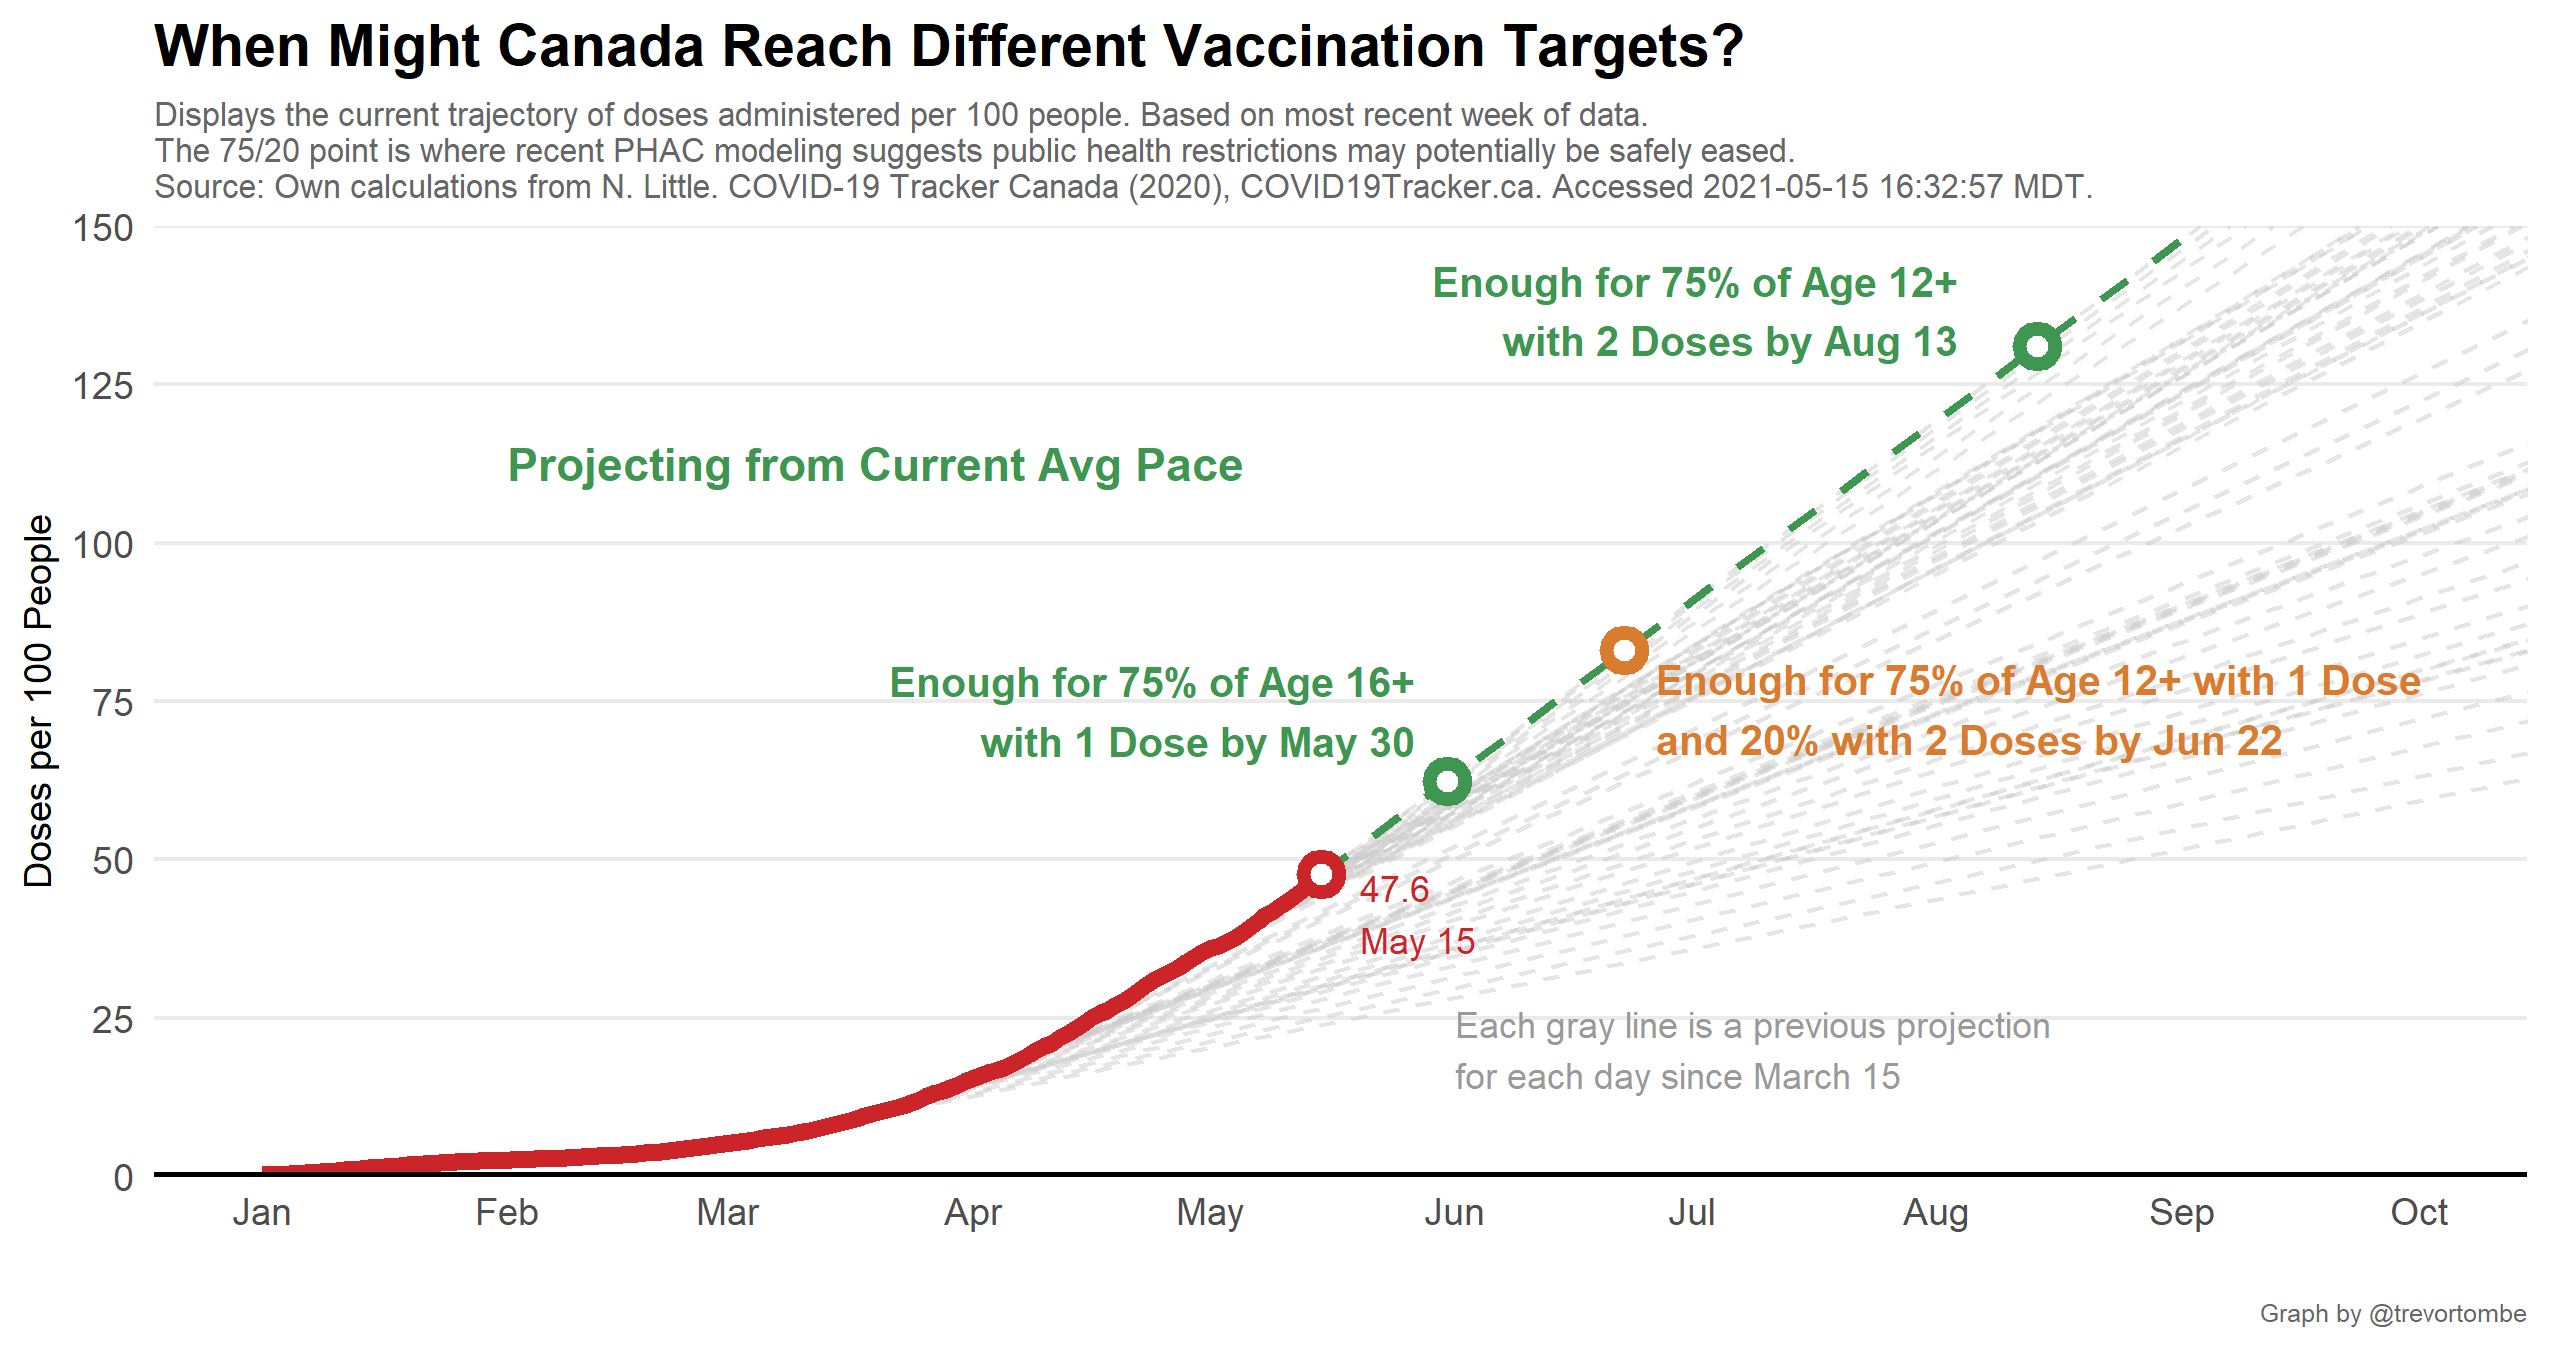 When Might Canada Reach Different Vaccination Targets?
Displays the current trajectory of doses administered per 100 people. Based on most recent week of data.
The 75/20 point is where recent PHAC modeling suggests public health restrictions may potentially be safely eased.
Source: Own calculations from N. Little. COVID-19 Tracker Canada (2020), COVID19Tracker.ca. Accessed 2021-05-15 16:32:57 MDT.
150
125
100
75
50
25
0
Doses per 100 People
Enough for 75% of Age 12+
with 2 Doses by Aug 13
Projecting from Current Avg Pace
Enough for 75% of Age 16+
with 1 Dose by May 30
Enough for 75% of Age 12+ with 1 Dose
and 20% with 2 Doses by Jun 22
47.6
May 15
Each gray line is a previous projection
for each day since March 15
Jan Feb Mar Apr May Jun Jul Aug Sep Oct
Graph by @trevortombe